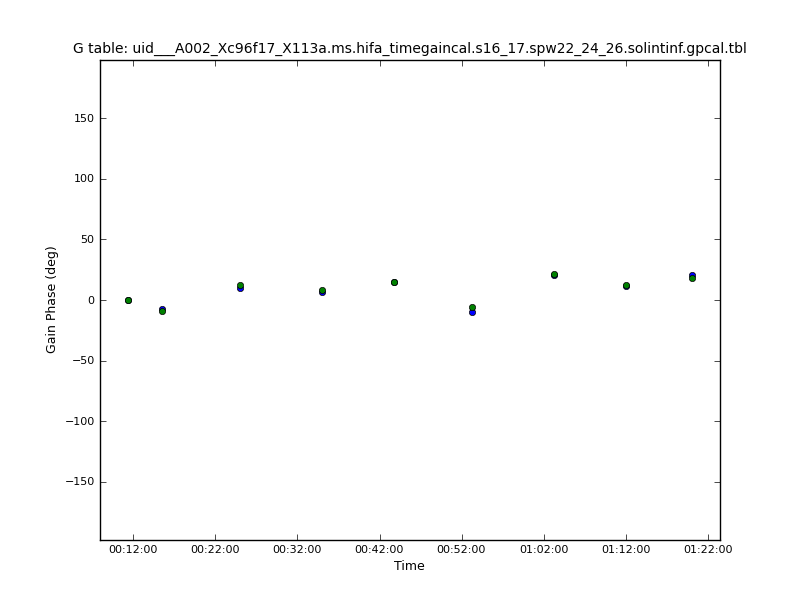 G table: uid___A002_Xc96f17_X113a.ms.hifa_timegaincal.s16_17.spw22_24_26.solintinf.gpcal.tbl
150
100
50
0
−50
−100
−150
Gain Phase (deg)
00:12:00 00:22:00 00:32:00 00:42:00 00:52:00 01:02:00 01:12:00 01:22:00
Time